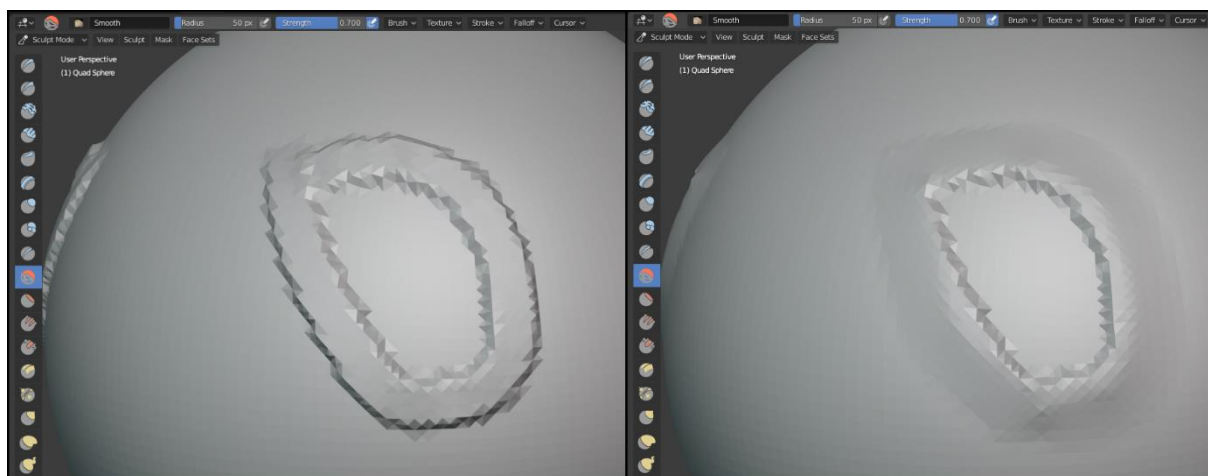 Smooth Radius 50 px Strength 0.700 Brush Texture Stroke Falloff Cursor
Sculpt Mode View Sculpt Mask Face Sets
User Perspective
(1) Quad Sphere
Smooth Radius 50 px Strength 0.700 Brush Texture Stroke Falloff Cursor
Sculpt Mode View Sculpt Mask Face Sets
User Perspective
(1) Quad Sphere